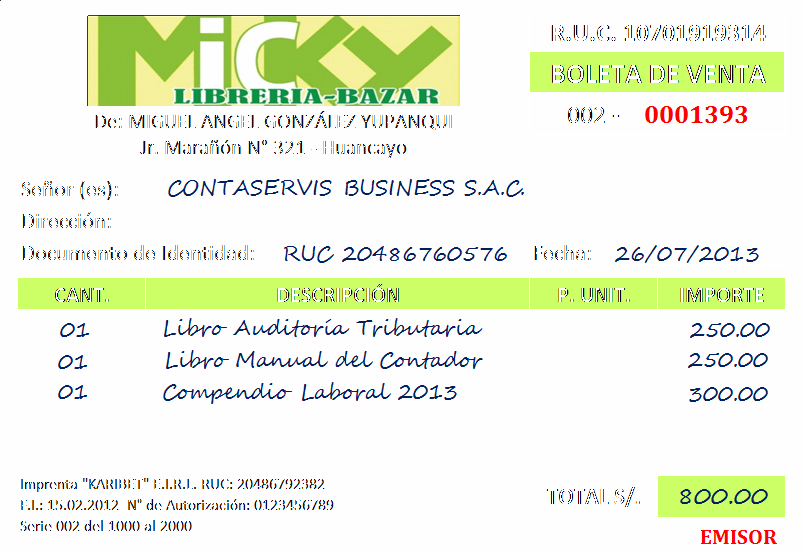 MiCKY
LIBRERIA-BAZAR
De: MIGUEL ANGEL GONZÁLEZ YUPANQUI
Jr. Marañón N° 321 - Huancayo
R.U.C. 10701919314
BOLETA DE VENTA
002 - 0001393
Señor (es): CONTASERVIS BUSINESS S.A.C.
Dirección:
Documento de Identidad: RUC 20486760576 Fecha: 26/07/2013
CANT. DESCRIPCIÓN P. UNIT. IMPORTE
01 Libro Auditoría Tributaria 250.00
01 Libro Manual del Contador 250.00
01 Compendio Laboral 2013 300.00
Imprenta "KARIBET" E.I.R.L. RUC: 20486792382
F.I.: 15.02.2012 N° de Autorización: 0123456789
Serie 002 del 1000 al 2000
TOTAL S/. 800.00
EMISOR